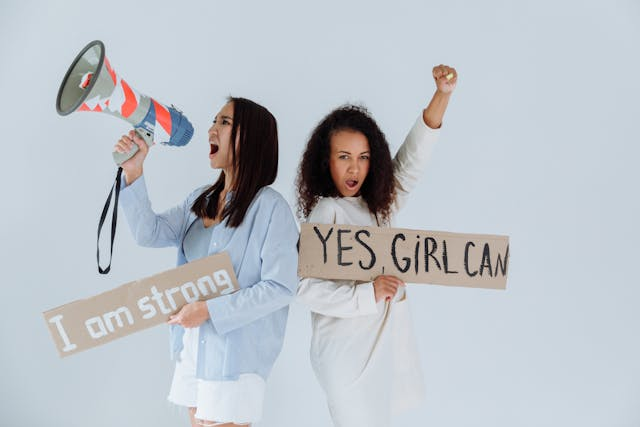 I am strong
YES, GIRL CAN